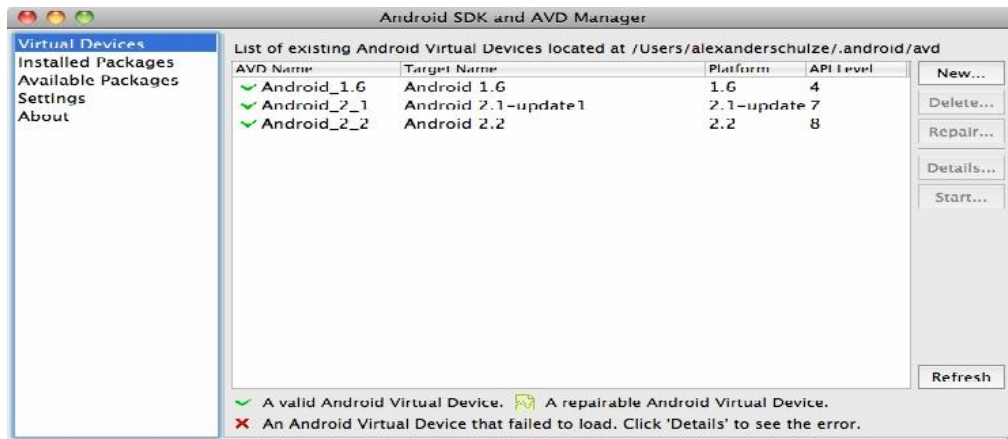 Android SDK and AVD Manager
Virtual Devices
Installed Packages
Available Packages
Settings
About
List of existing Android Virtual Devices located at /Users/alexanderschulze/.android/avd
AVD Name Target Name Platform API Level
Android_1.6 Android 1.6 1.6 4
Android_2_1 Android 2.1-update1 2.1-update 7
Android_2_2 Android 2.2 2.2 8
New...
Delete...
Repair...
Details...
Start...
Refresh
A valid Android Virtual Device. A repairable Android Virtual Device.
An Android Virtual Device that failed to load. Click 'Details' to see the error.